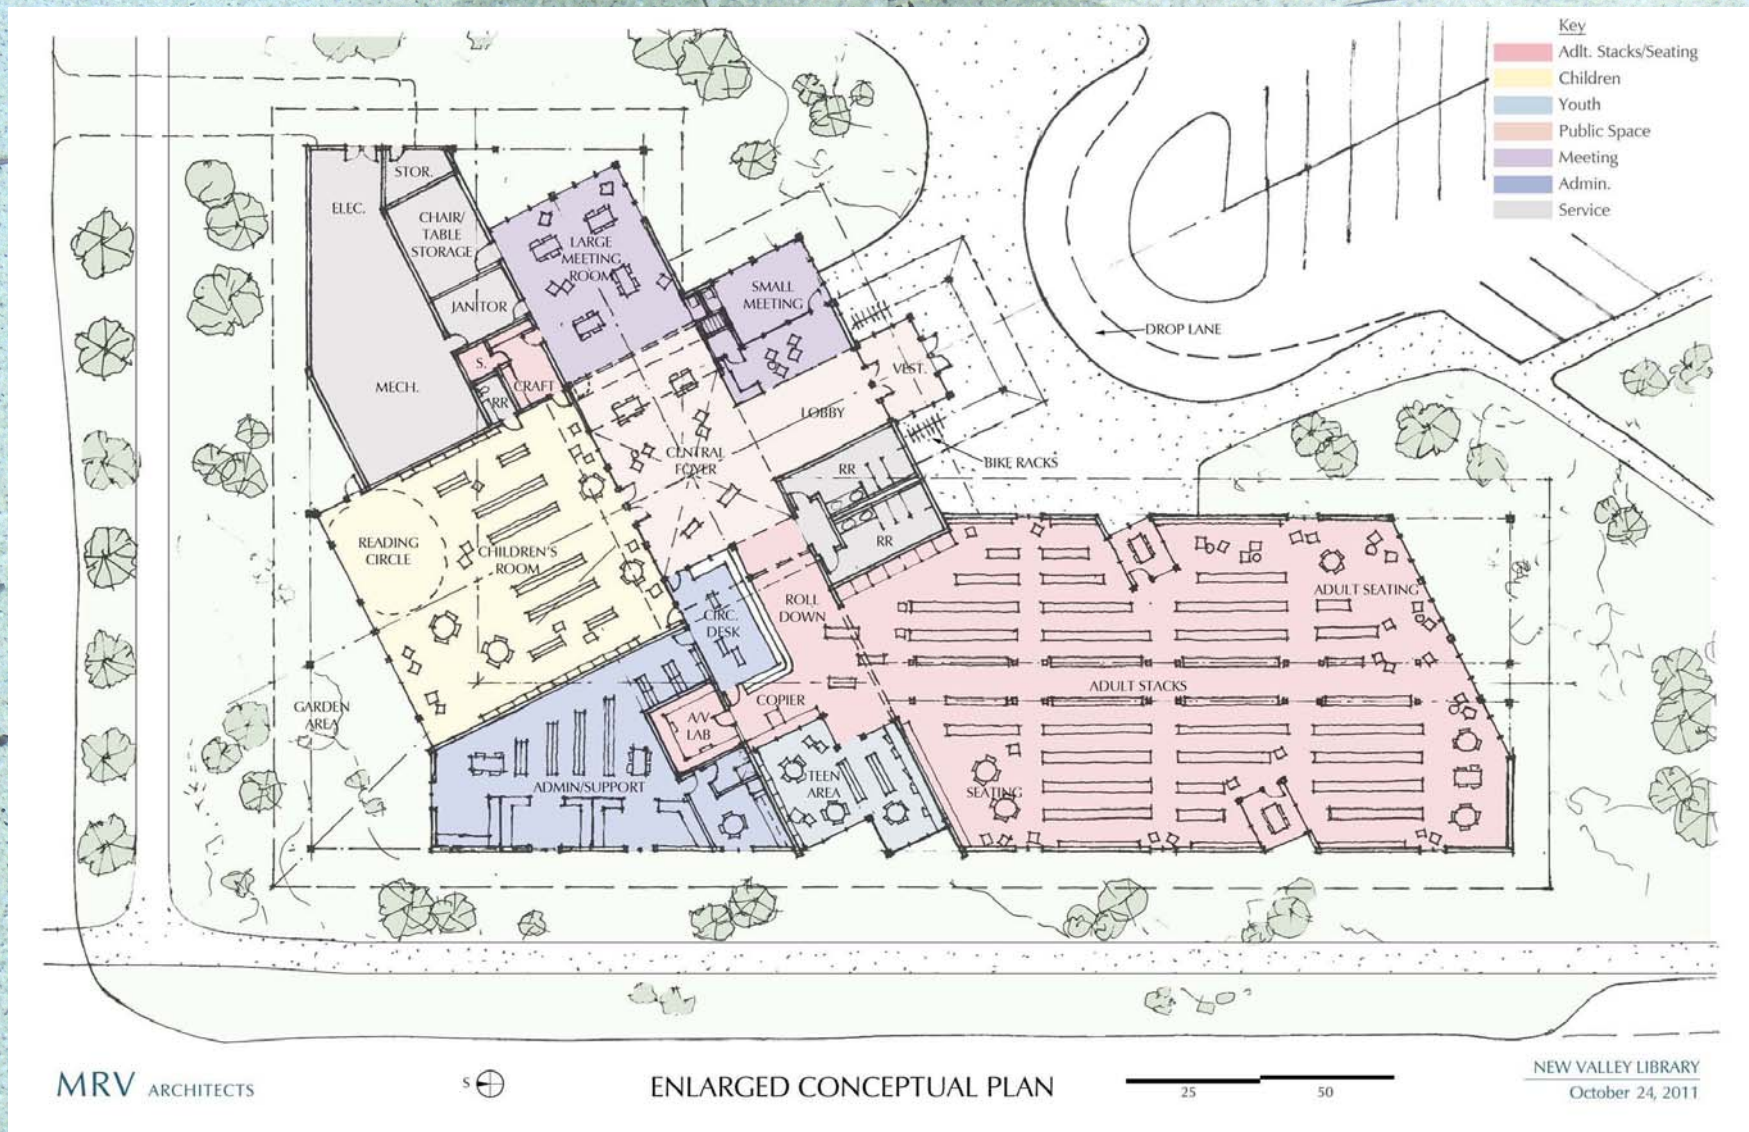 Key
Adlt. Stacks/Seating
Children
Youth
Public Space
Meeting
Admin.
Service
STOR.
ELEC.
CHAIR/
TABLE
STORAGE
LARGE
MEETING
ROOM
SMALL
MEETING
JANITOR
DROP LANE
S.
CRAFT
MECH.
RR
VEST.
LOBBY
CENTRAL
FOYER
BIKE RACKS
RR
RR
READING
CIRCLE
CHILDREN'S
ROOM
ADULT SEATING
ROLL
DOWN
CIRC.
DESK
ADULT STACKS
COPIER
GARDEN
AREA
A/V
LAB
TEEN
AREA
ADMIN/SUPPORT
SEATING
MRV ARCHITECTS
S
ENLARGED CONCEPTUAL PLAN
25
50
NEW VALLEY LIBRARY
October 24, 2011